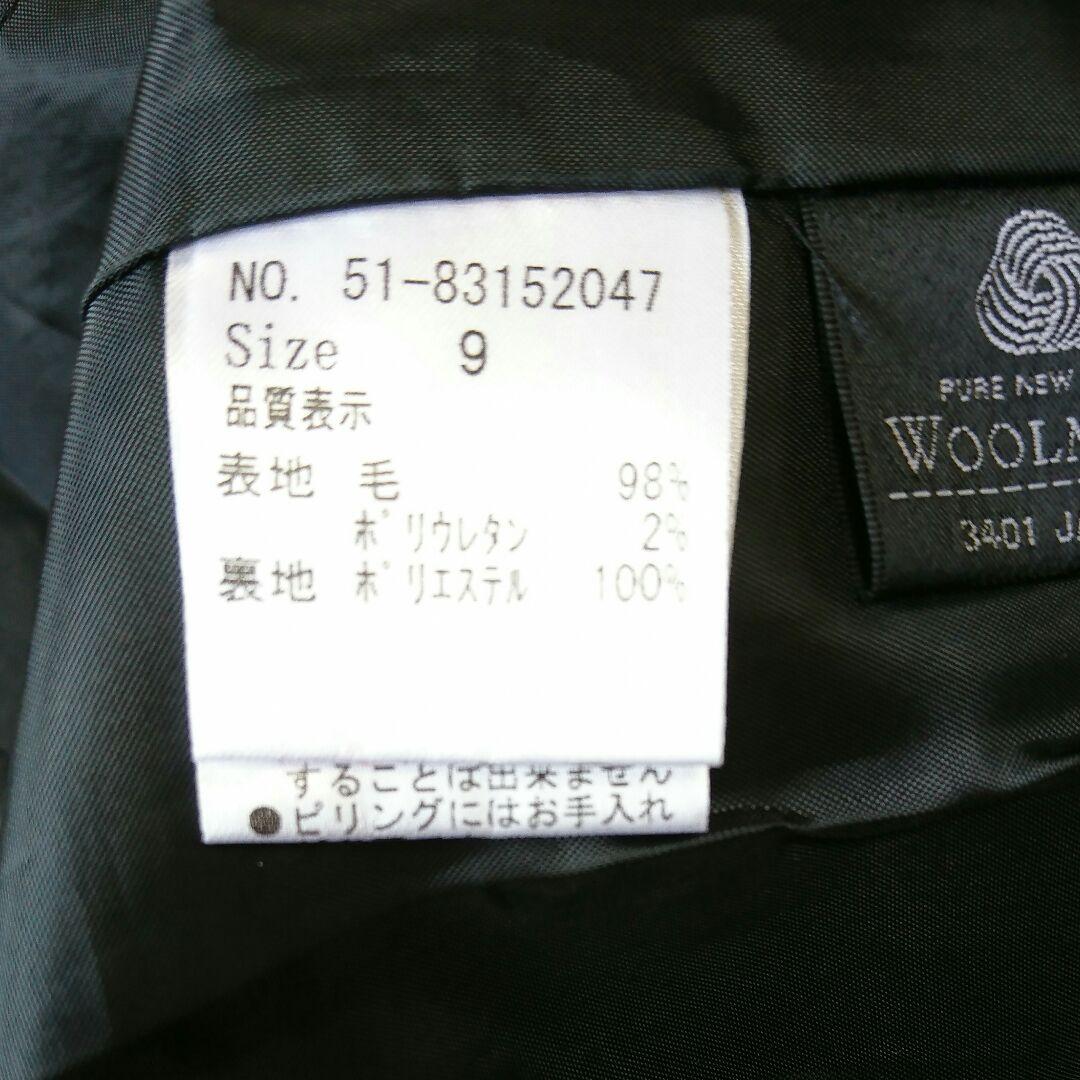 NO. 51-83152047
Size 9
品質表示
表地 毛 98%
ポリウレタン 2%
裏地 ポリエステル 100%
することは出来ません
●ピリングにはお手入れ
PURE NEW
WOOL
3401